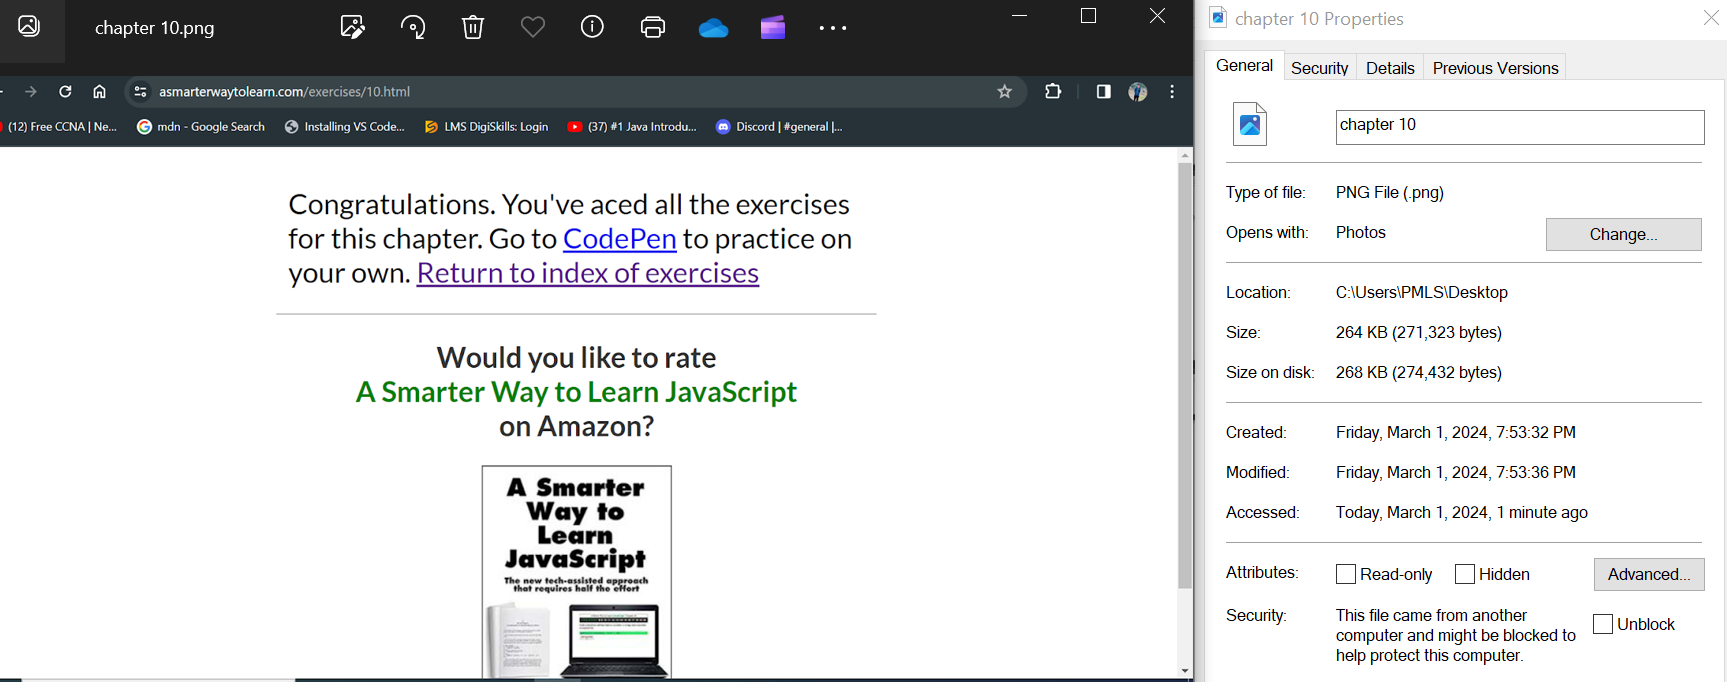 chapter 10.png
asmarterwaytolearn.com/exercises/10.html
(12) Free CCNA | Ne...
mdn - Google Search
Installing VS Code...
LMS DigiSkills: Login
(37) #1 Java Introdu...
Discord | #general |...
Congratulations. You've aced all the exercises
for this chapter. Go to CodePen to practice on
your own. Return to index of exercises
Would you like to rate
A Smarter Way to Learn JavaScript
on Amazon?
A Smarter
Way to
Learn
JavaScript
The new tech-assisted approach
that requires half the effort
chapter 10 Properties
General
Security
Details
Previous Versions
chapter 10
Type of file: PNG File (.png)
Opens with: Photos
Change...
Location: C:\Users\PMLS\Desktop
Size: 264 KB (271,323 bytes)
Size on disk: 268 KB (274,432 bytes)
Created: Friday, March 1, 2024, 7:53:32 PM
Modified: Friday, March 1, 2024, 7:53:36 PM
Accessed: Today, March 1, 2024, 1 minute ago
Attributes: Read-only Hidden Advanced...
Security: This file came from another
computer and might be blocked to
help protect this computer.
Unblock